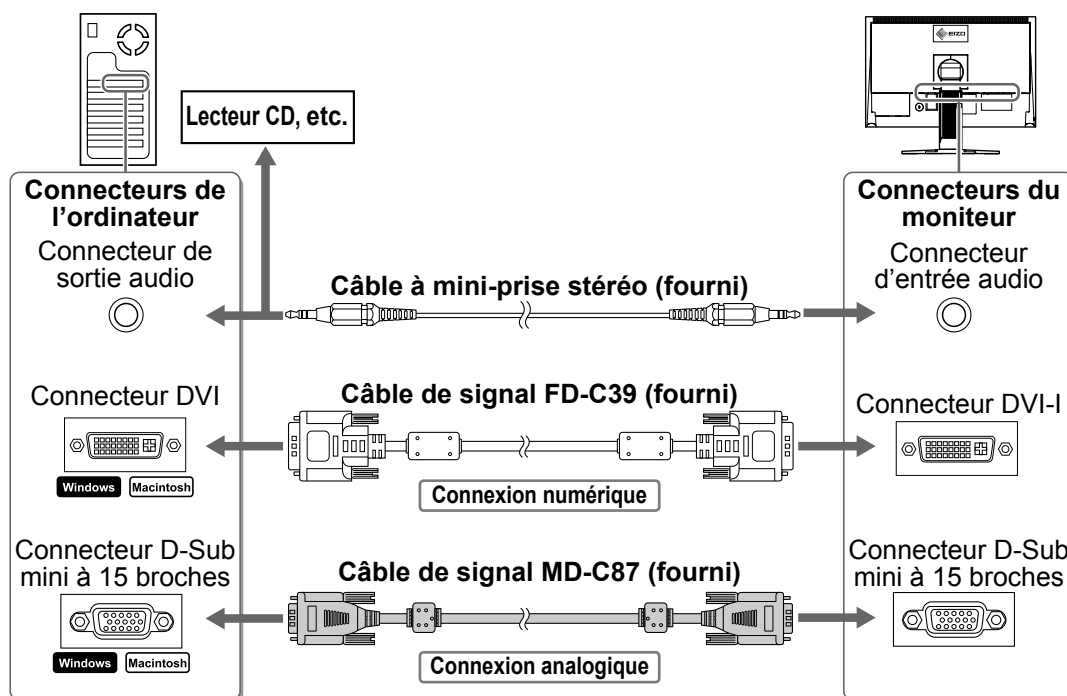 EIZO
Lecteur CD, etc.
Connecteurs de
l'ordinateur
Connecteur de
sortie audio
Câble à mini-prise stéréo (fourni)
Connecteurs du
moniteur
Connecteur
d'entrée audio
Connecteur DVI
Windows
Macintosh
Câble de signal FD-C39 (fourni)
Connexion numérique
Connecteur DVI-I
Connecteur D-Sub
mini à 15 broches
Windows
Macintosh
Câble de signal MD-C87 (fourni)
Connexion analogique
Connecteur D-Sub
mini à 15 broches